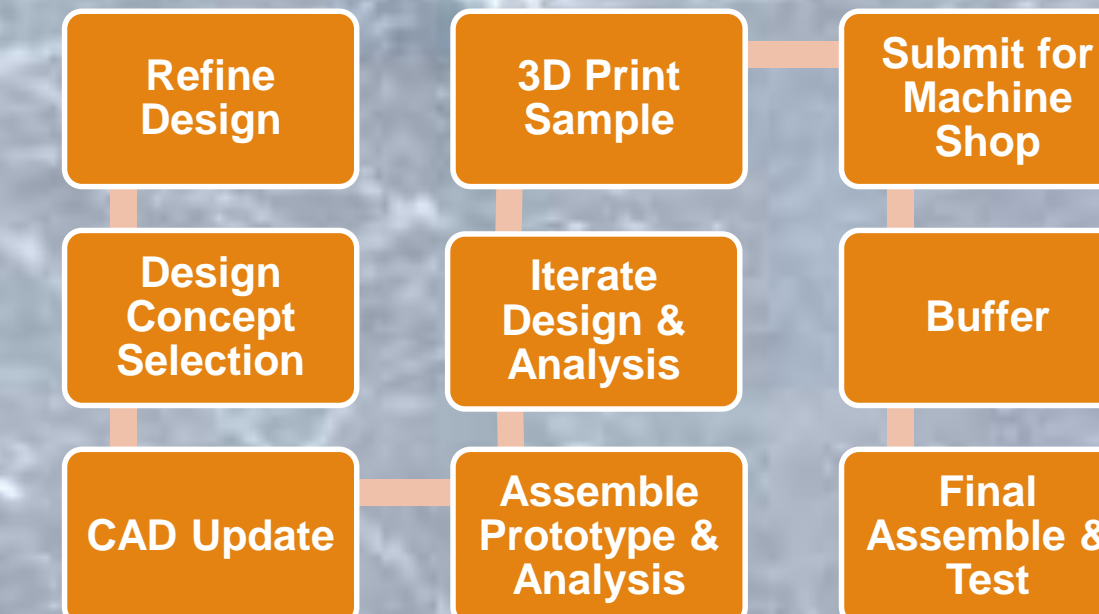 Refine
Design
Design
Concept
Selection
CAD Update
Assemble
Prototype &
Analysis
Iterate
Design &
Analysis
3D Print
Sample
Submit for
Machine
Shop
Buffer
Final
Assemble &
Test